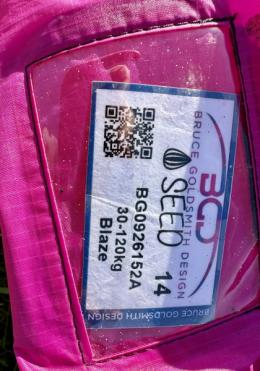 BGD
BRUCE GOLDSMITH DESIGN
SEED 14
BG0926152A
30-120kg
Blaze
BRUCE GOLDSMITH DESIGN